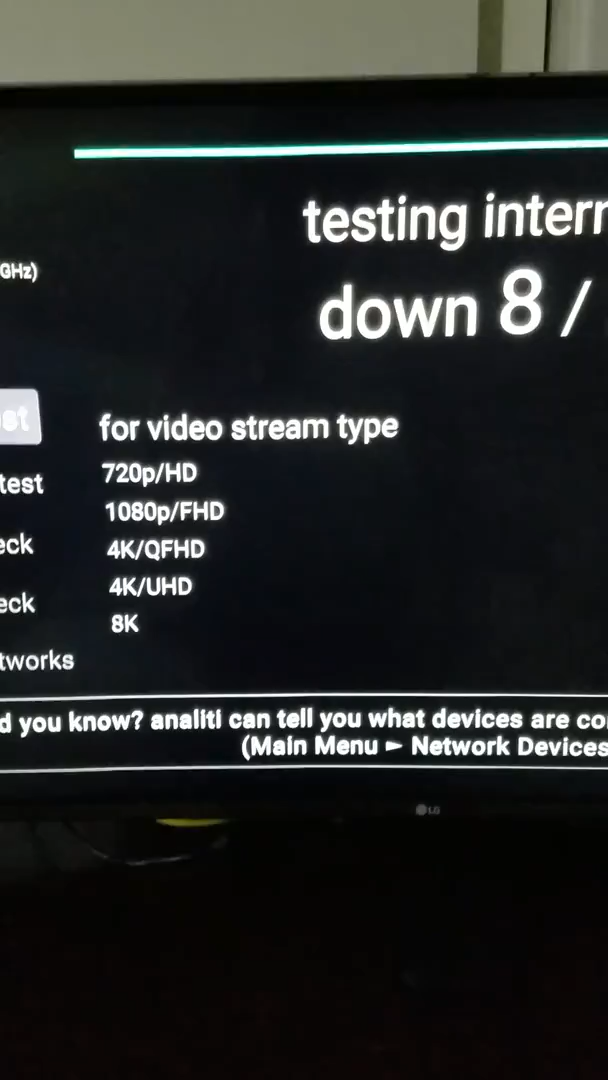 testing intern
GHz)
down 8 /
st
for video stream type
720p/HD
test
1080p/FHD
eck
4K/QFHD
4K/UHD
eck
8K
tworks
d you know? analiti can tell you what devices are co
(Main Menu ► Network Devices
LG